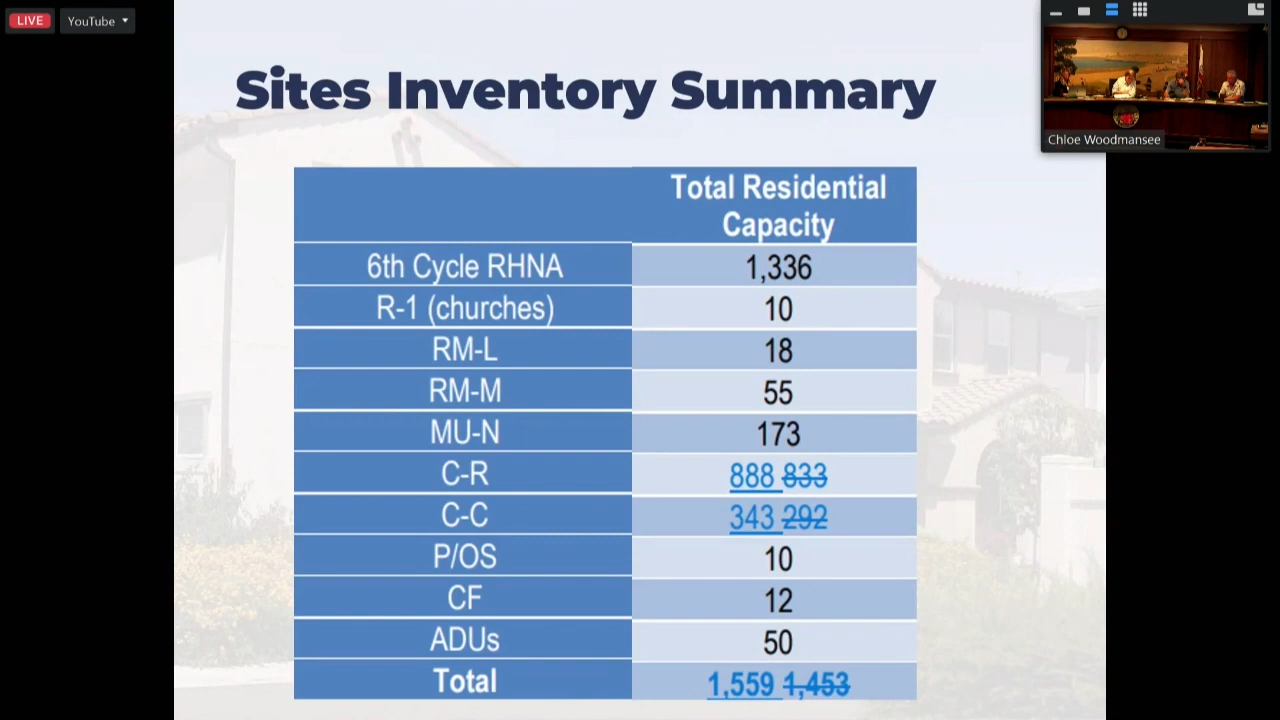 LIVE YouTube
Sites Inventory Summary
Chloe Woodmansee
Total Residential
Capacity
6th Cycle RHNA 1,336
R-1 (churches) 10
RM-L 18
RM-M 55
MU-N 173
C-R 888 833
C-C 343 292
P/OS 10
CF 12
ADUs 50
Total 1,559 1,453